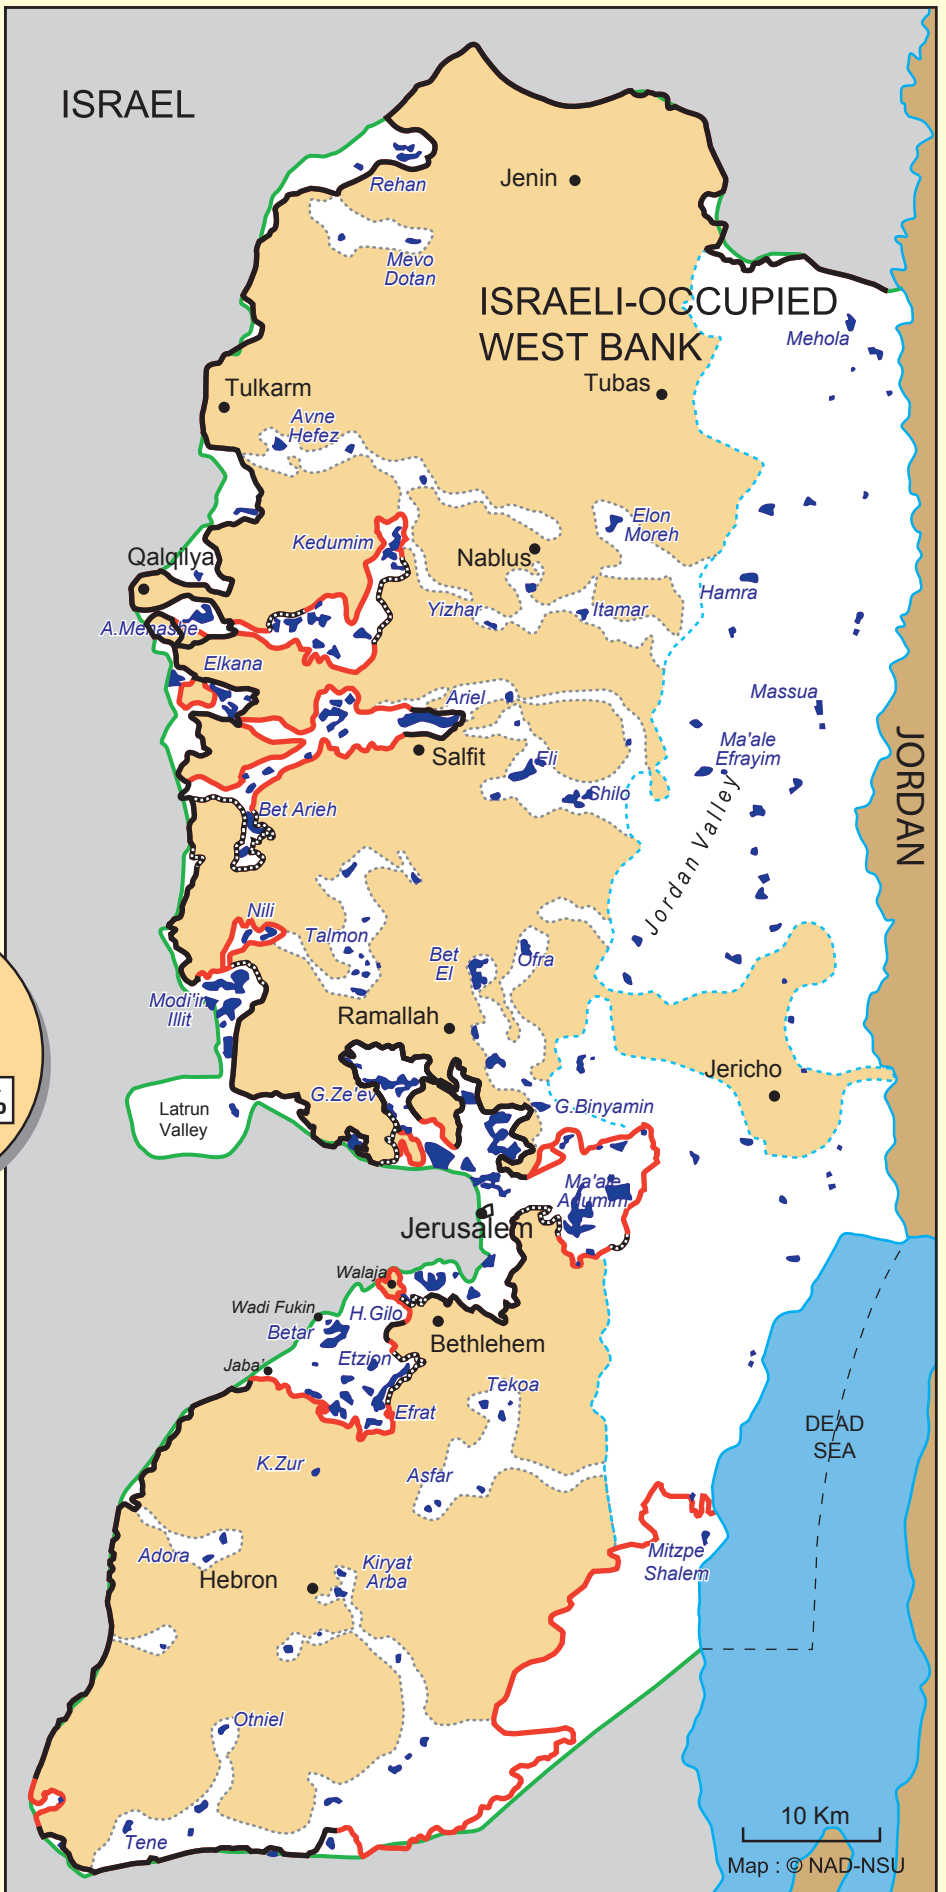 ISRAEL
Rehan
Jenin
Mevo
Dotan
ISRAELI-OCCUPIED
WEST BANK
Mehola
Tulkarm
Tubas
Avne
Hefez
Kedumim
Elon
Moreh
Qalqilya
Nablus
Hamra
A.Menashe
Yizhar
Itamar
Elkana
Ariel
Massua
Salfit
Ma'ale
Efrayim
Eli
Shilo
Bet Arieh
Jordan Valley
JORDAN
Nili
Talmon
Bet
El
Ofra
Modi'in
Illit
Ramallah
Jericho
G.Ze'ev
G.Binyamin
%
Latrun
Valley
Ma'ale
Adumim
Jerusalem
Walaja
Wadi Fukin
H.Gilo
Betar
Bethlehem
Jaba'
Etzion
Tekoa
Efrat
DEAD
SEA
K.Zur
Asfar
Adora
Kiryat
Arba
Mitzpe
Shalem
Hebron
Otniel
10 Km
Tene
Map : © NAD-NSU